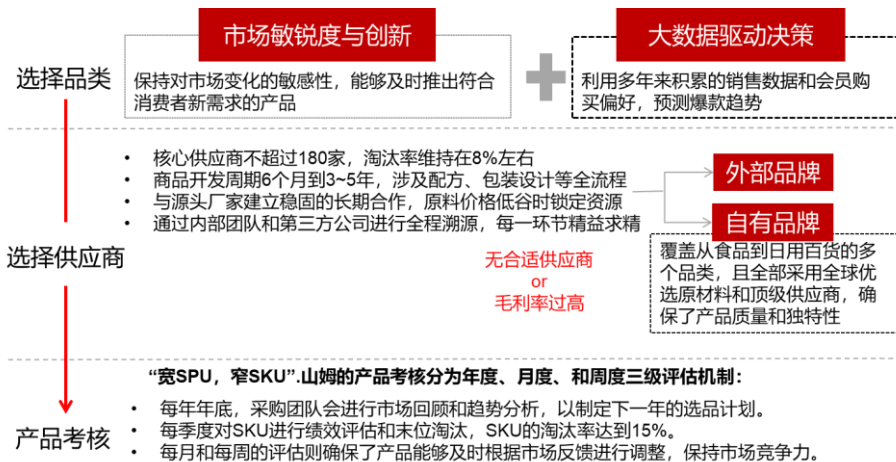 市场敏锐度与创新
大数据驱动决策
选择品类
保持对市场变化的敏感性，能够及时推出符合
消费者新需求的产品
利用多年来积累的销售数据和会员购
买偏好，预测爆款趋势
• 核心供应商不超过180家，淘汰率维持在8%左右
• 商品开发周期6个月到3~5年，涉及配方、包装设计等全流程
• 与源头厂家建立稳固的长期合作，原料价格低谷时锁定资源
• 通过内部团队和第三方公司进行全程溯源，每一环节精益求精
外部品牌
自有品牌
选择供应商
无合适供应商
or
毛利率过高
覆盖从食品到日用百货的多
个品类，且全部采用全球优
选原材料和顶级供应商，确
保了产品质量和独特性
“宽SPU，窄SKU”.山姆的产品考核分为年度、月度、和周度三级评估机制：
产品考核
• 每年年底，采购团队会进行市场回顾和趋势分析，以制定下一年的选品计划。
• 每季度对SKU进行绩效评估和末位淘汰，SKU的淘汰率达到15%。
• 每月和每周的评估则确保了产品能够及时根据市场反馈进行调整，保持市场竞争力。